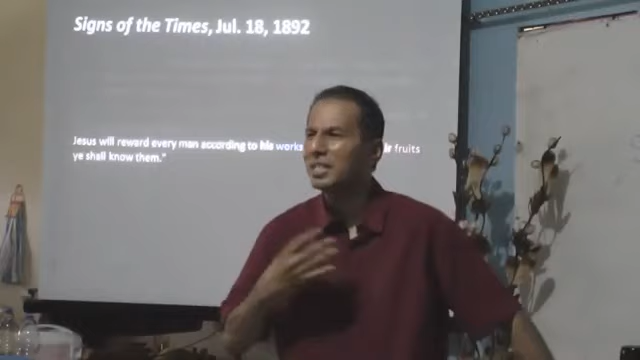 Signs of the Times, Jul. 18, 1892
Jesus will reward every man according to his works fruits
ye shall know them."